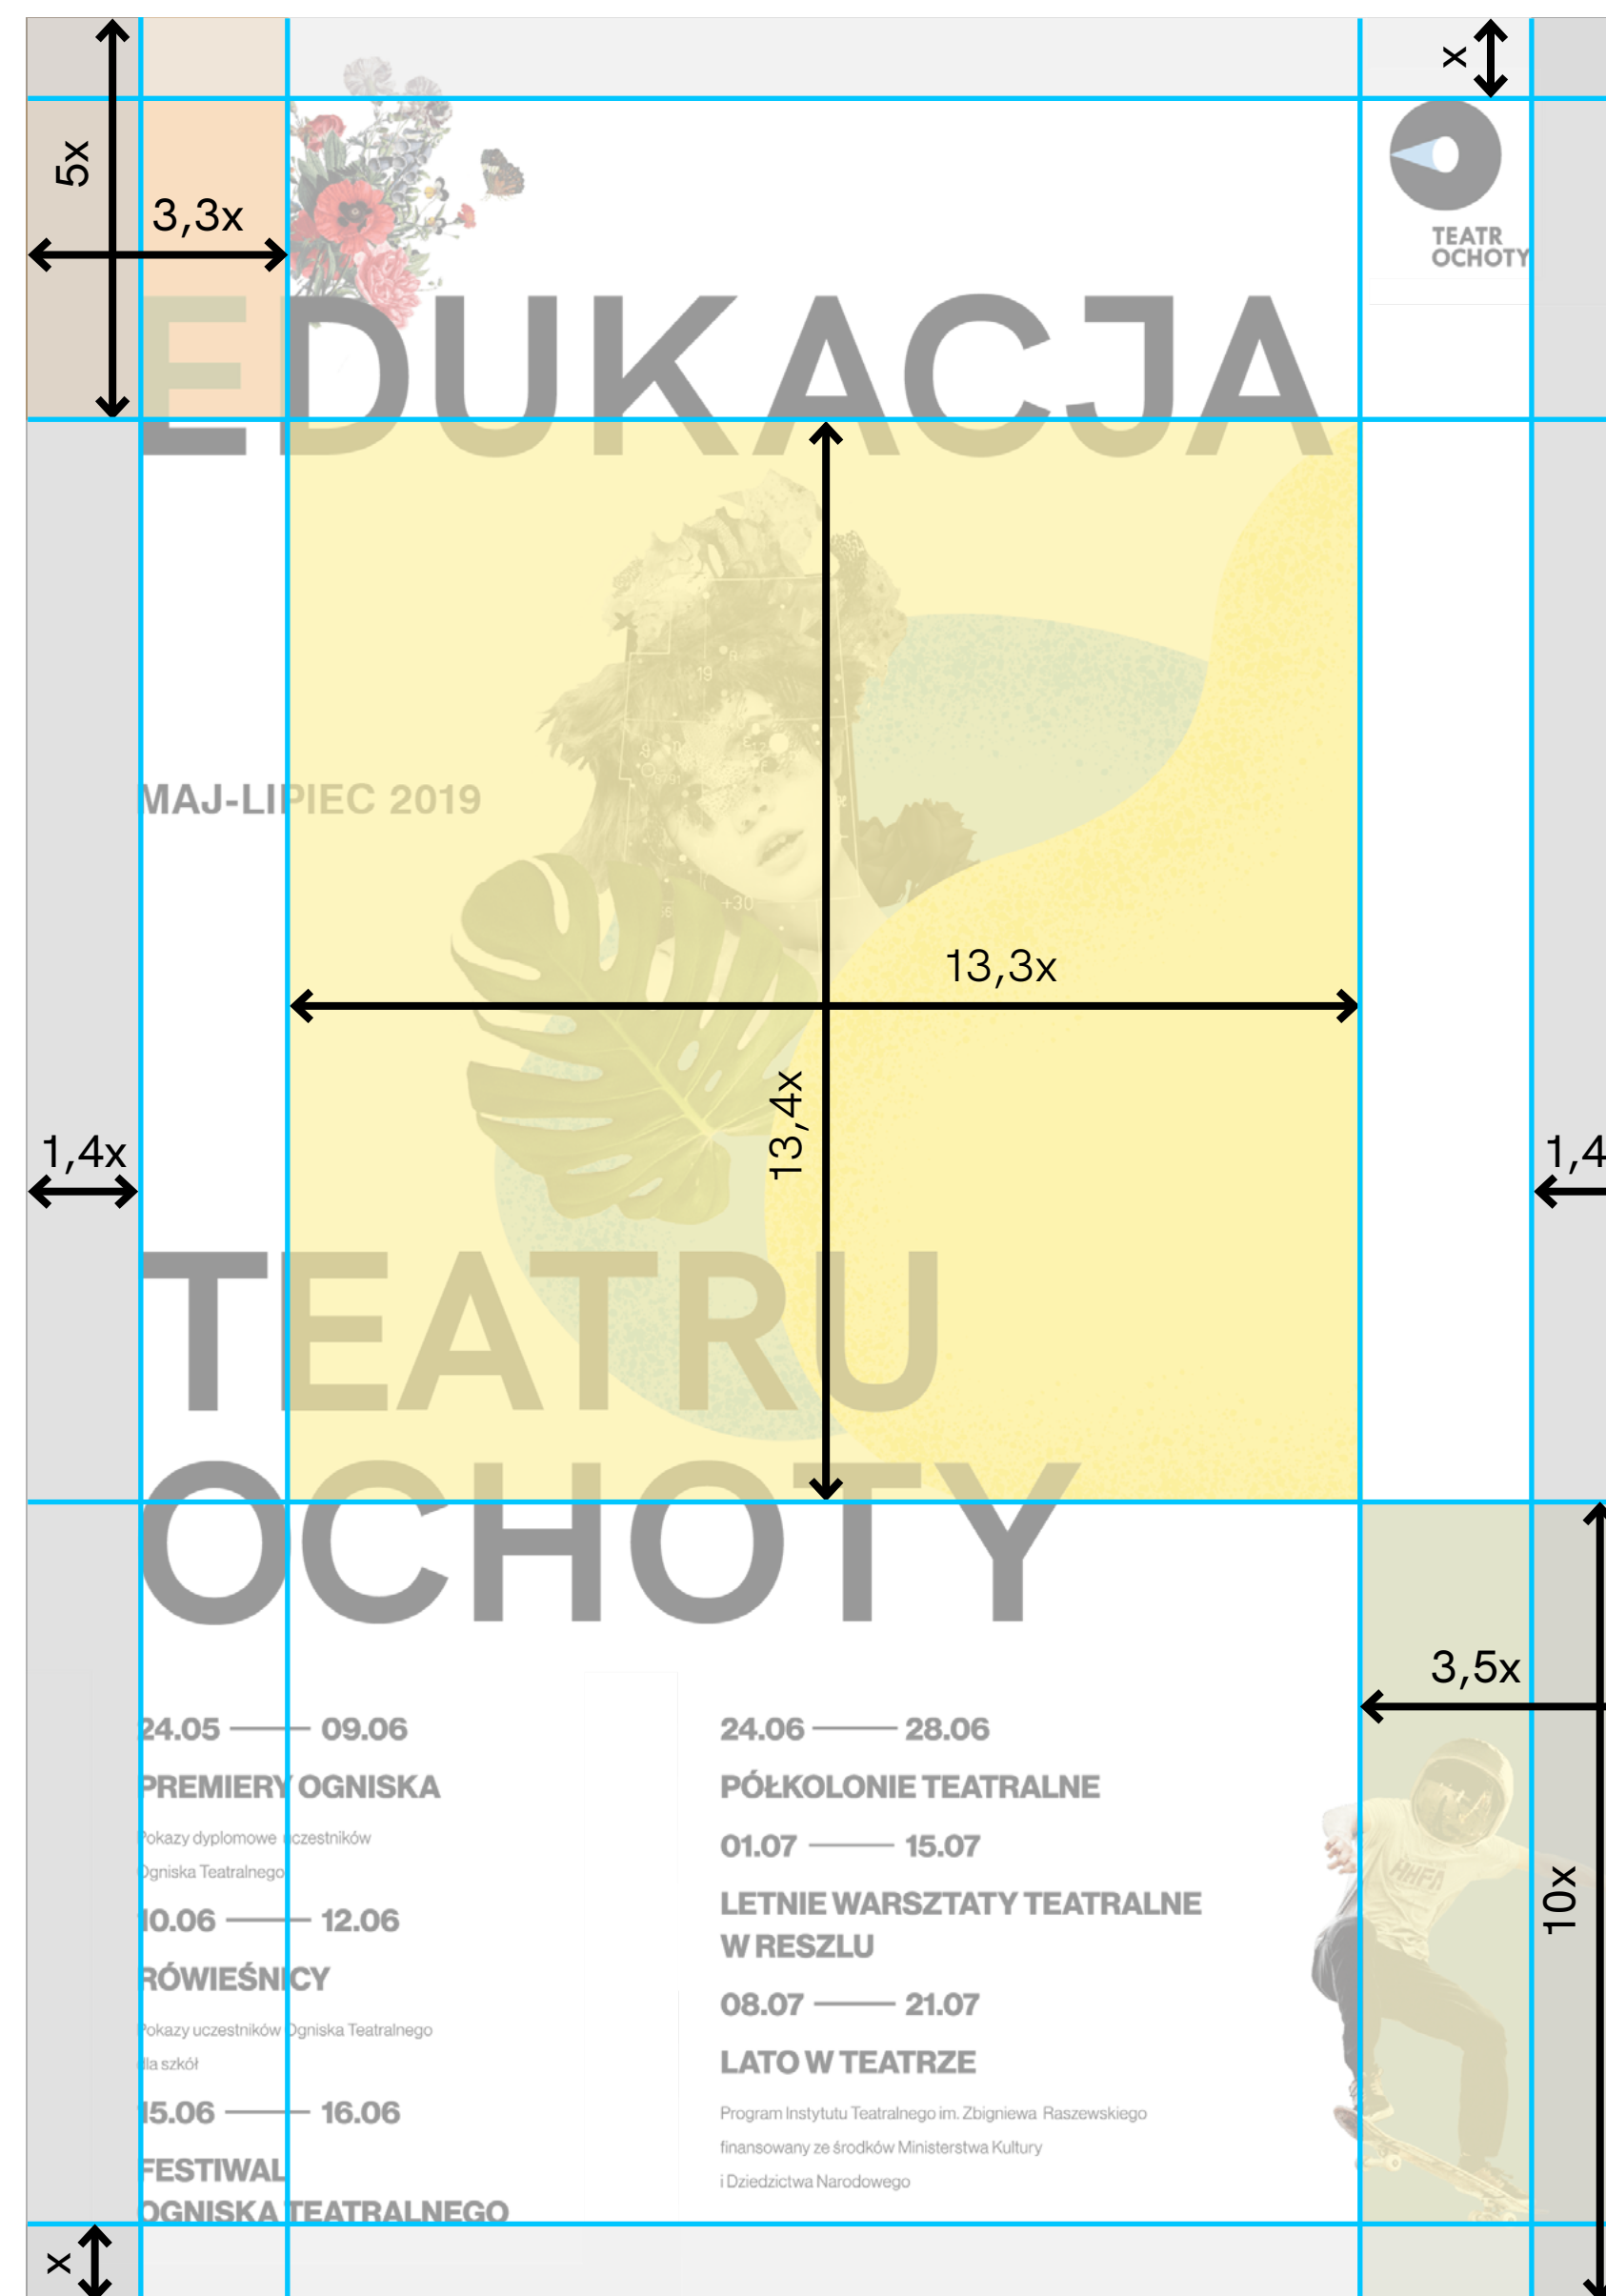 x
5x
3,3x
TEATR
OCHOTY
EDUKACJA
MAJ-LIPIEC 2019
19
+30
13,3x
13,4x
1,4x
1,4
TEATRU
OCHOTY
3,5x
24.05 — 09.06
PREMIERY OGNISKA
Pokazy dyplomowe uczestników
Ogniska Teatralnego
10.06 — 12.06
RÓWIEŚNICY
Pokazy uczestników Ogniska Teatralnego
dla szkół
15.06 — 16.06
FESTIWAL
OGNISKA TEATRALNEGO
24.06 — 28.06
PÓŁKOLONIE TEATRALNE
01.07 — 15.07
LETNIE WARSZTATY TEATRALNE
W RESZLU
08.07 — 21.07
LATO W TEATRZE
Program Instytutu Teatralnego im. Zbigniewa Raszewskiego
finansowany ze środków Ministerstwa Kultury
i Dziedzictwa Narodowego
10x
x